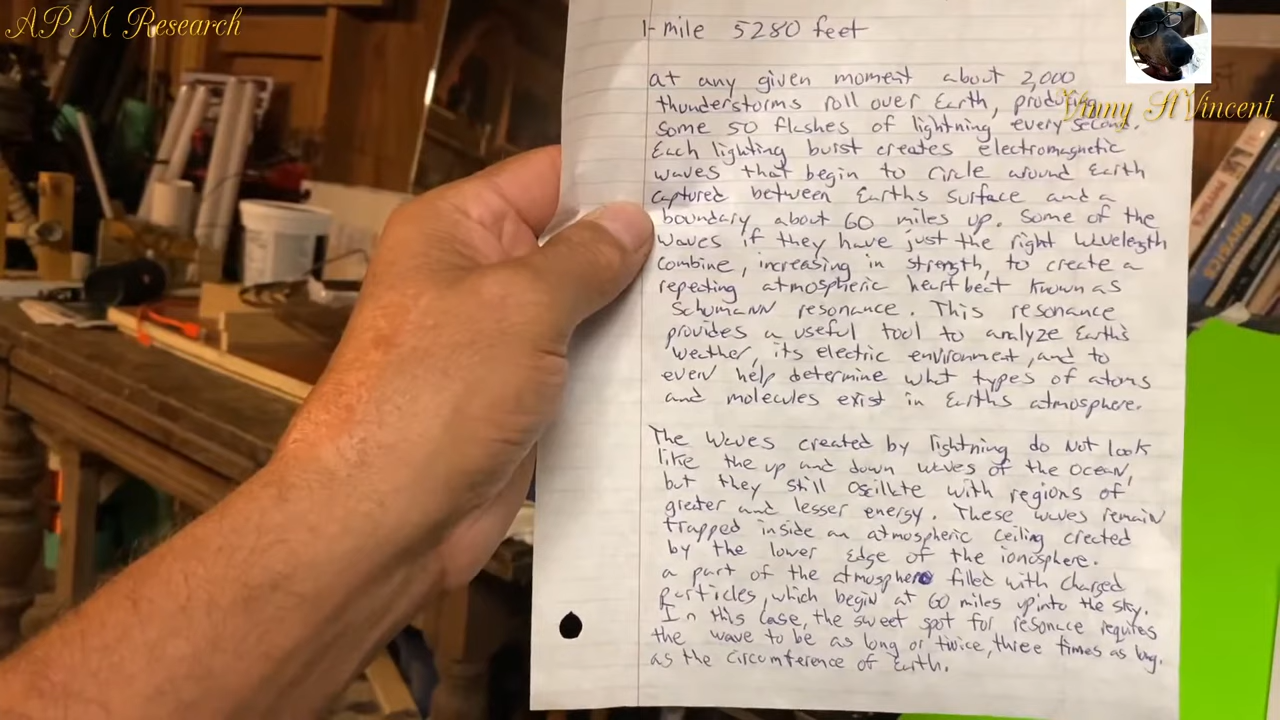 APM Research
1- mile 5280 feet
at any given moment about 2,000
thunderstorms roll over Earth, producing
Vinny StVincent
some 50 flashes of lightning every second.
Each lighting burst creates electromagnetic
waves that begin to circle around Earth
captured between Earths surface and a
boundary about 60 miles up. Some of the
waves if they have just the right wavelength
combine, increasing in strength, to create a
repeating atmospheric heartbeat known as
Schumann resonance. This resonance
provides a useful tool to analyze Earth's
weather, its electric environment, and to
even help determine what types of atoms
and molecules exist in Earths atmosphere.
The waves created by lightning do not look
like the up and down waves of the ocean,
but they still oscillate with regions of
greater and lesser energy. These waves remain
trapped inside an atmospheric ceiling created
by the lower edge of the ionosphere.
a part of the atmosphere filled with charged
particles, which begin at 60 miles up into the sky.
In this case, the sweet spot for resonace requires
the wave to be as long or twice, three times as long.
as the circumference of Earth.
PHYSICS